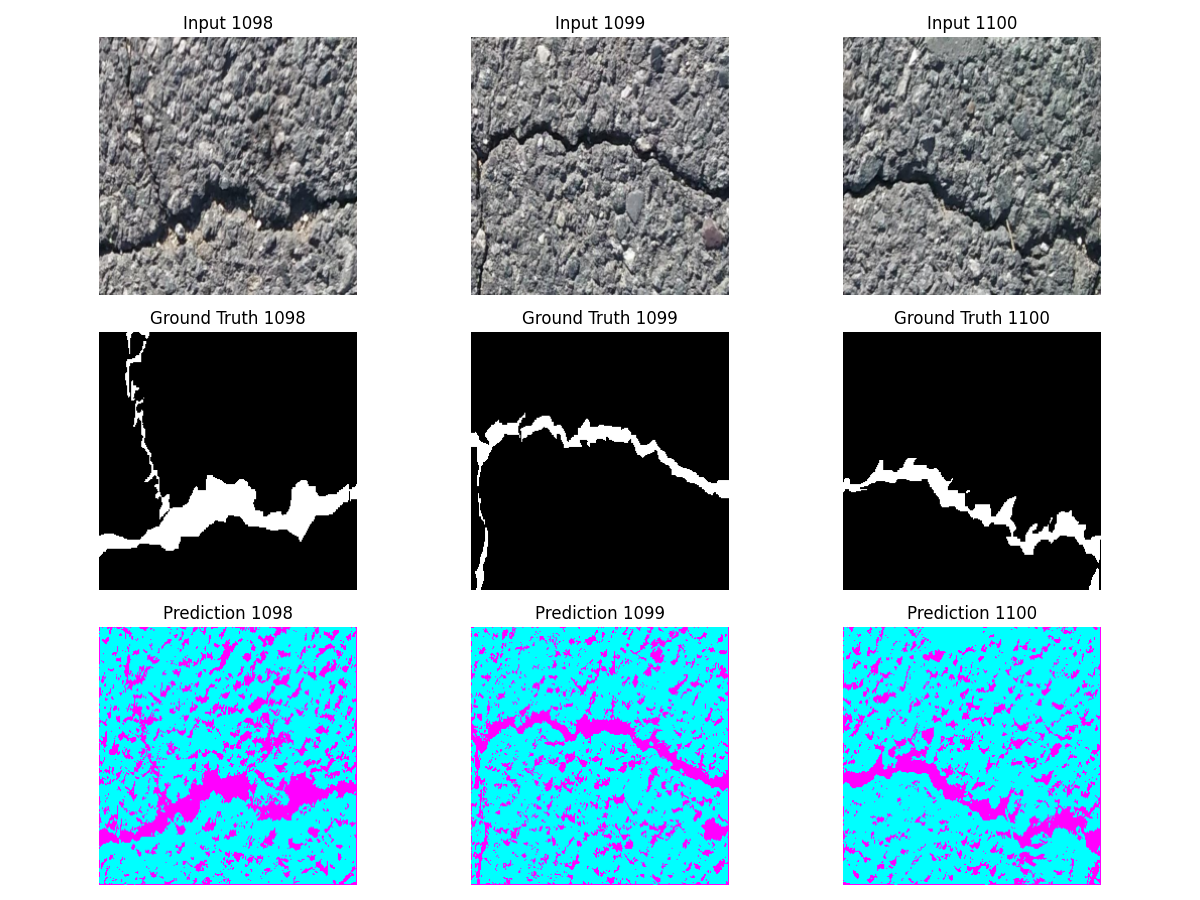 Input 1098
Input 1099
Input 1100
Ground Truth 1098
Ground Truth 1099
Ground Truth 1100
Prediction 1098
Prediction 1099
Prediction 1100